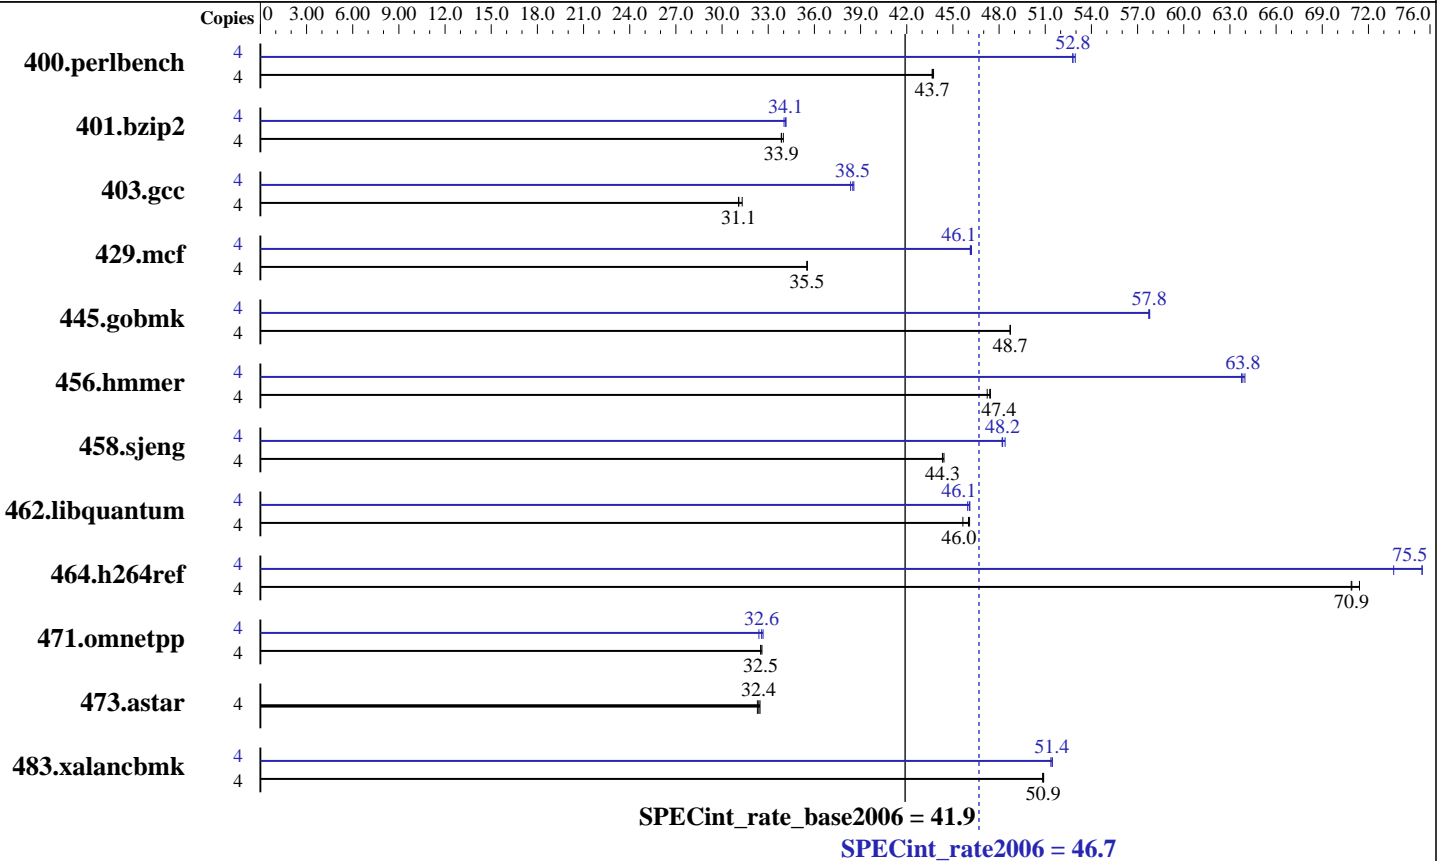 Copies 0 3.00 6.00 9.00 12.0 15.0 18.0 21.0 24.0 27.0 30.0 33.0 36.0 39.0 42.0 45.0 48.0 51.0 54.0 57.0 60.0 63.0 66.0 69.0 72.0 76.0
4 52.8
400.perlbench
4 43.7
4 34.1
401.bzip2
4 33.9
4 38.5
403.gcc
4 31.1
4 46.1
429.mcf
4 35.5
4 57.8
445.gobmk
4 48.7
4 63.8
456.hmmer
4 47.4
4 48.2
458.sjeng
4 44.3
4 46.1
462.libquantum
4 46.0
4 75.5
464.h264ref
4 70.9
4 32.6
471.omnetpp
4 32.5
473.astar 4 32.4
4 51.4
483.xalancbmk
4 50.9
SPECint_rate_base2006 = 41.9
SPECint_rate2006 = 46.7